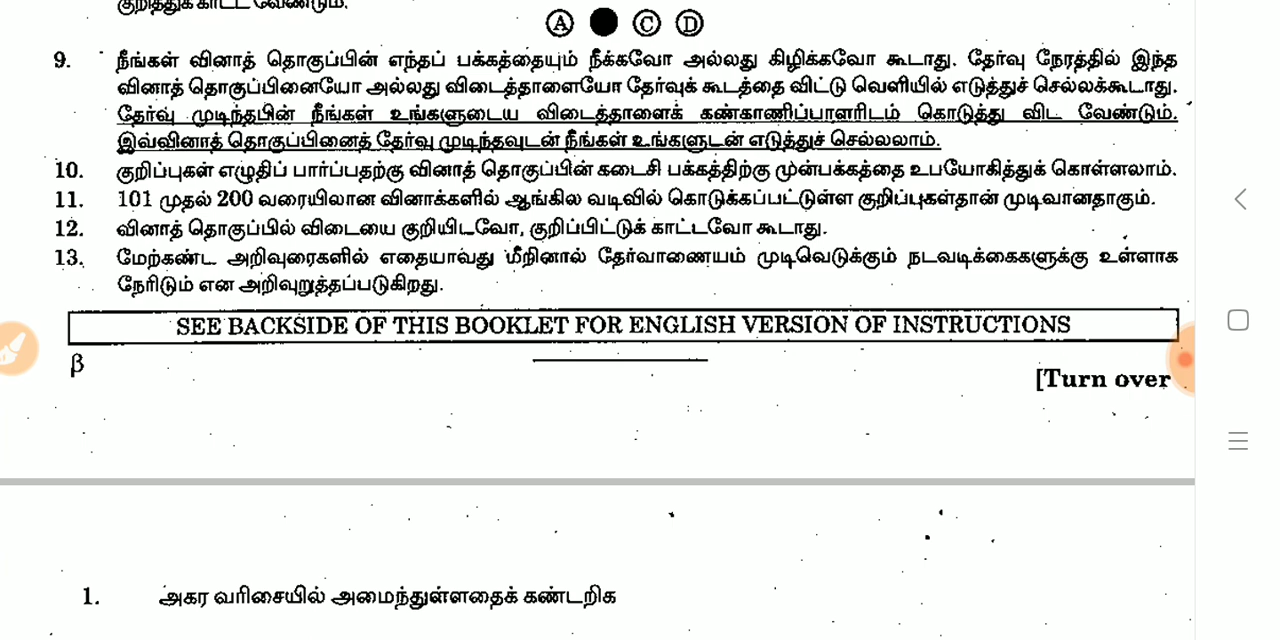 குறித்துக் காட்ட வேண்டும்.
Ⓐ ● Ⓒ Ⓓ
9. நீங்கள் வினாத் தொகுப்பின் எந்தப் பக்கத்தையும் நீக்கவோ அல்லது கிழிக்கவோ கூடாது. தேர்வு நேரத்தில் இந்த
வினாத் தொகுப்பினையோ அல்லது விடைத்தாளையோ தேர்வுக் கூடத்தை விட்டு வெளியில் எடுத்துச் செல்லக்கூடாது.
தேர்வு முடிந்தபின் நீங்கள் உங்களுடைய விடைத்தாளைக் கண்காணிப்பாளரிடம் கொடுத்து விட வேண்டும்.
இவ்வினாத் தொகுப்பினைத் தேர்வு முடிந்தவுடன் நீங்கள் உங்களுடன் எடுத்துச் செல்லலாம்.
10. குறிப்புகள் எழுதிப் பார்ப்பதற்கு வினாத் தொகுப்பின் கடைசி பக்கத்திற்கு முன்பக்கத்தை உபயோகித்துக் கொள்ளலாம்.
11. 101 முதல் 200 வரையிலான வினாக்களில் ஆங்கில வடிவில் கொடுக்கப்பட்டுள்ள குறிப்புகள்தான் முடிவானதாகும்.
12. வினாத் தொகுப்பில் விடையை குறியிடவோ, குறிப்பிட்டுக் காட்டவோ கூடாது.
13. மேற்கண்ட அறிவுரைகளில் எதையாவது மீறினால் தேர்வாணையம் முடிவெடுக்கும் நடவடிக்கைகளுக்கு உள்ளாக
நேரிடும் என அறிவுறுத்தப்படுகிறது.
SEE BACKSIDE OF THIS BOOKLET FOR ENGLISH VERSION OF INSTRUCTIONS
β
[Turn over
1. அகர வரிசையில் அமைந்துள்ளதைக் கண்டறிக